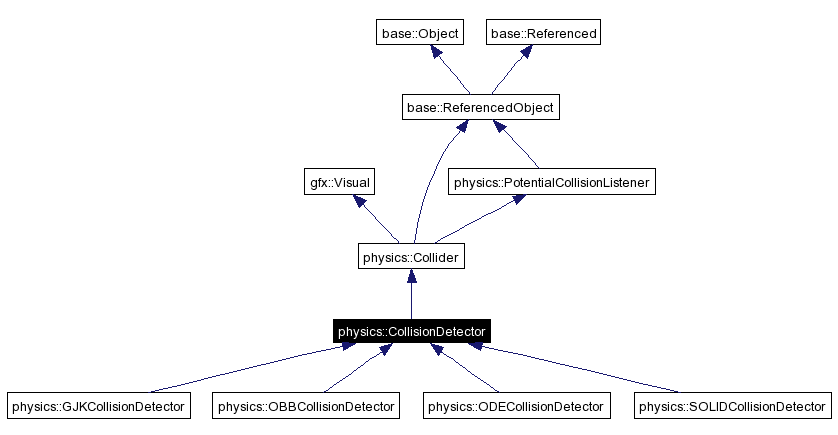 base::Object
base::Referenced
base::ReferencedObject
gfx::Visual
physics::PotentialCollisionListener
physics::Collider
physics::CollisionDetector
physics::GJKCollisionDetector
physics::OBBCollisionDetector
physics::ODECollisionDetector
physics::SOLIDCollisionDetector